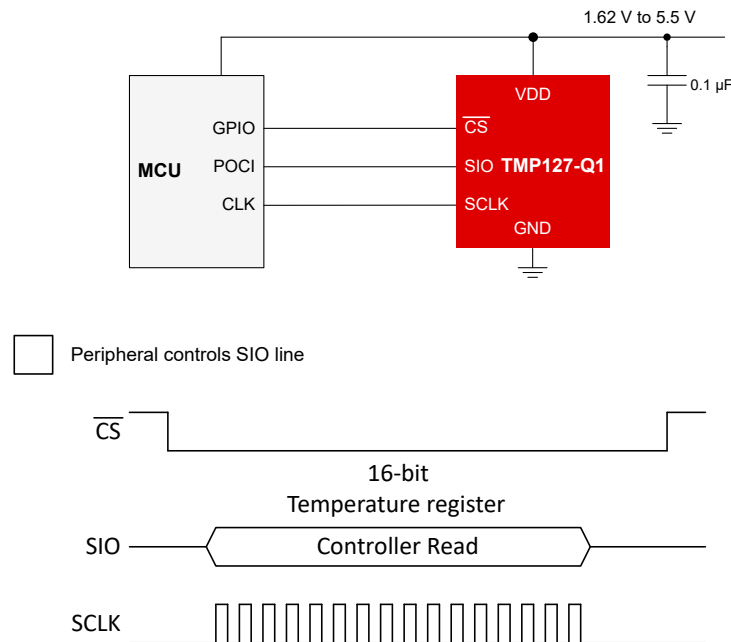 1.62 V to 5.5 V
0.1 µF
VDD
GPIO
CS
MCU
POCI
SIO TMP127-Q1
CLK
SCLK
GND
Peripheral controls SIO line
CS
16-bit
Temperature register
SIO
Controller Read
SCLK